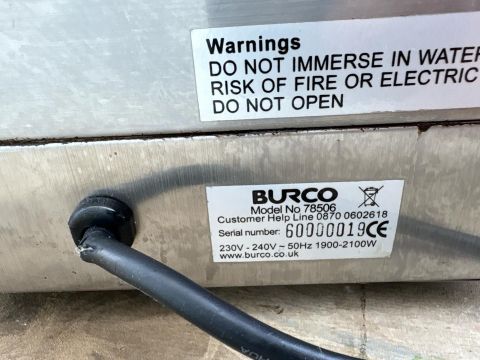 Warnings
DO NOT IMMERSE IN WATER
RISK OF FIRE OR ELECTRIC
DO NOT OPEN
BURCO
Model No 78506
Customer Help Line 0870 0602618
Serial number: 60000019 CE
230V - 240V ~ 50Hz 1900-2100W
www.burco.co.uk